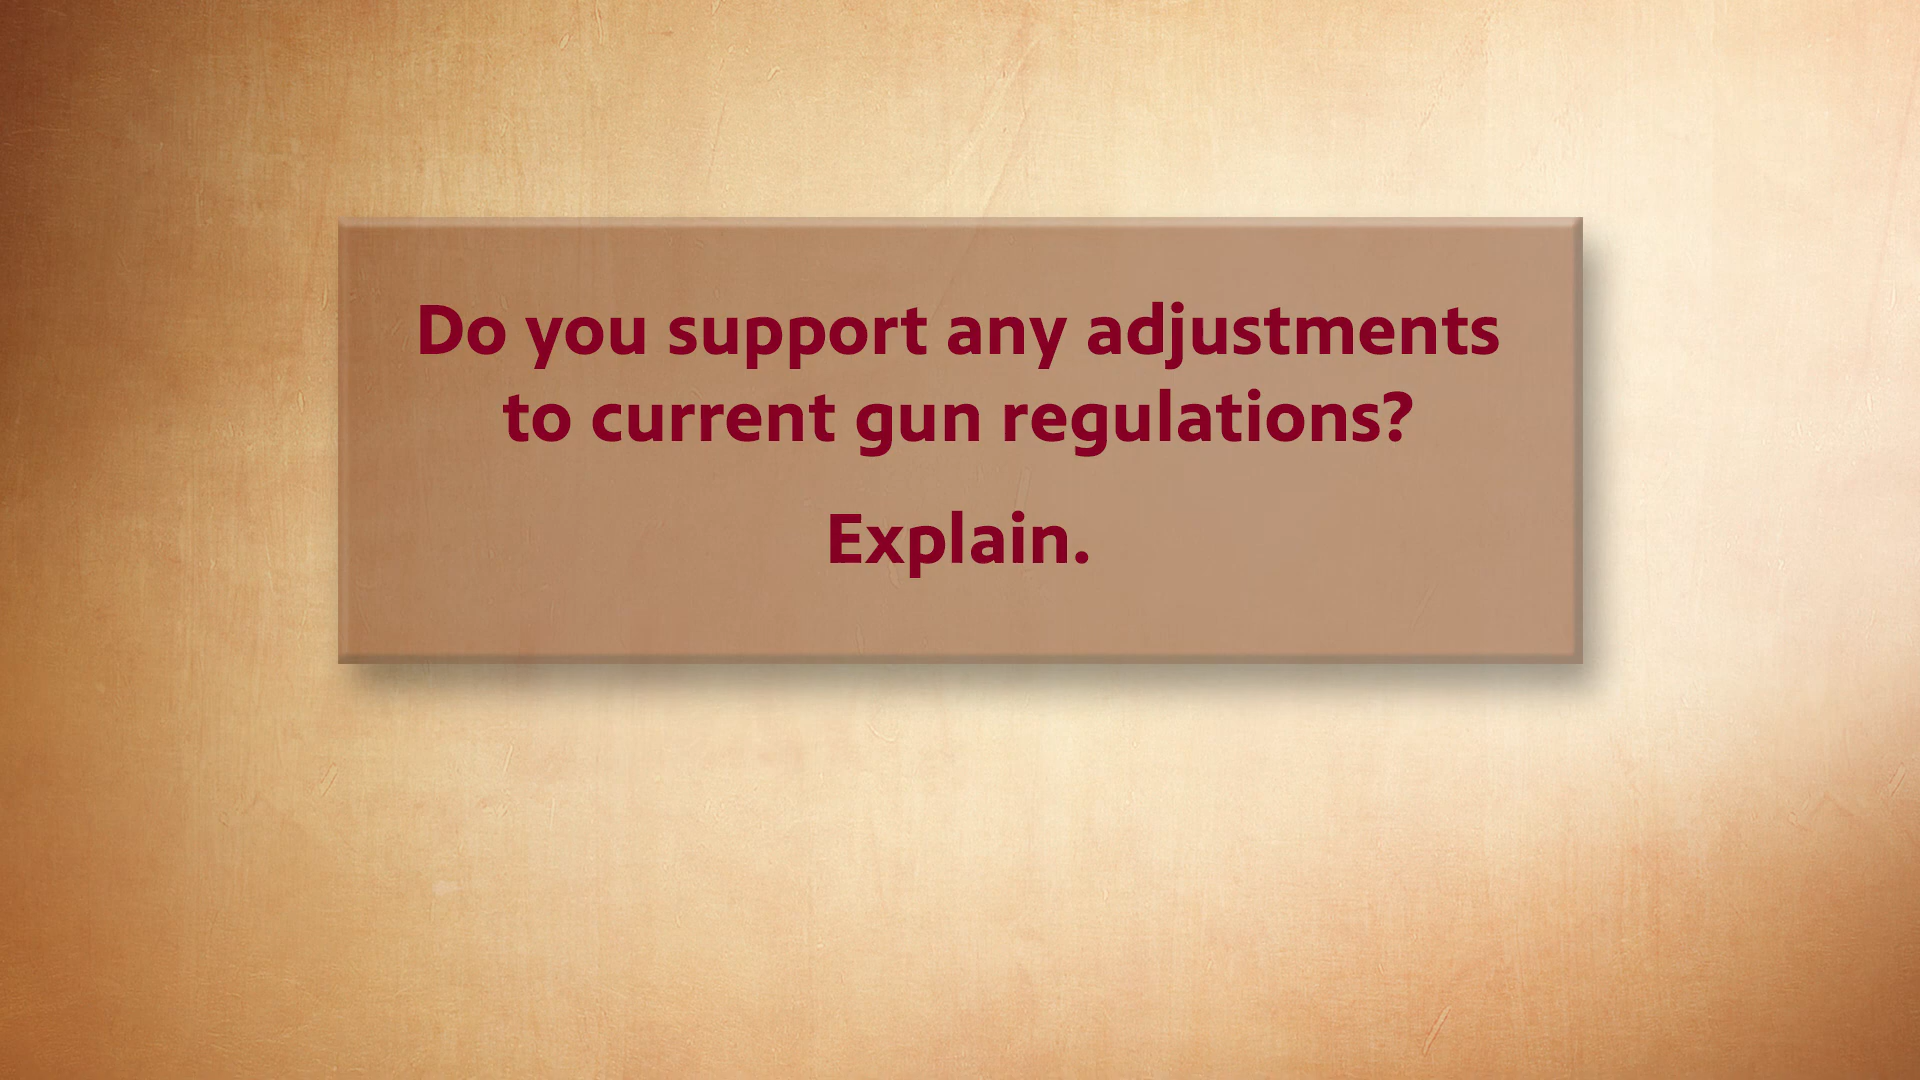 Do you support any adjustments
to current gun regulations?
Explain.